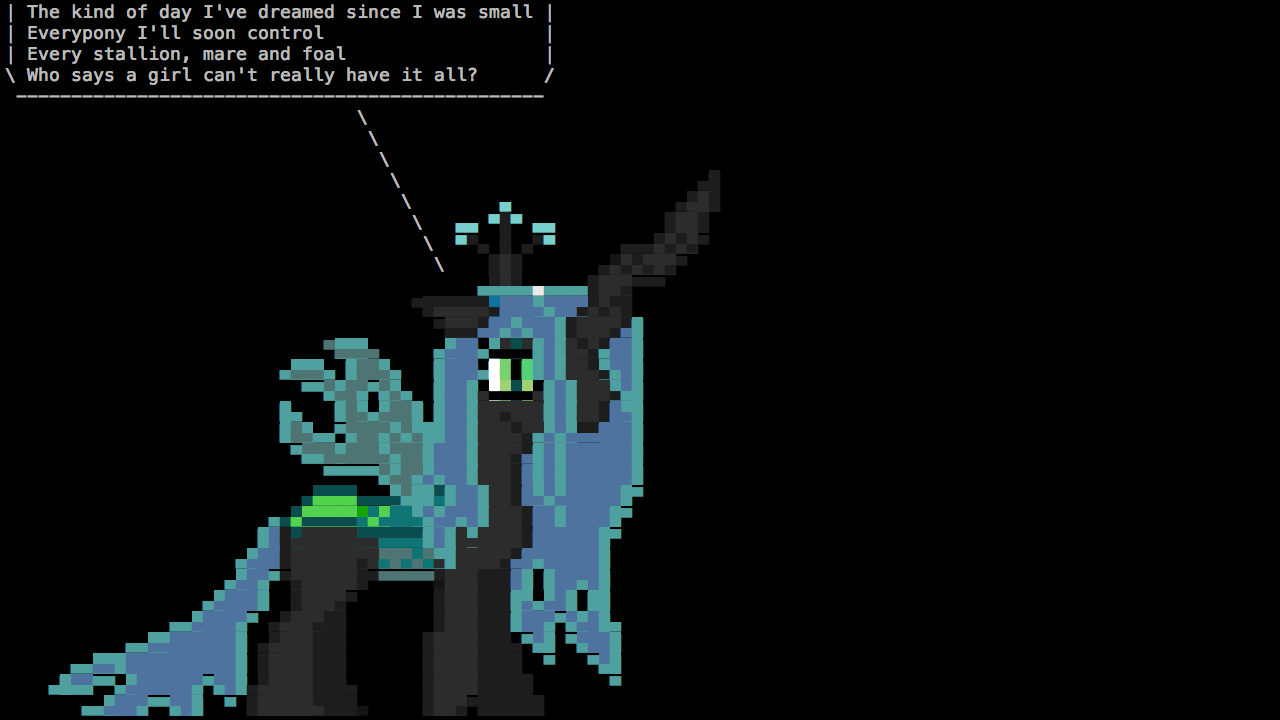 The kind of day I've dreamed since I was small
Everypony I'll soon control
Every stallion, mare and foal
Who says a girl can't really have it all?